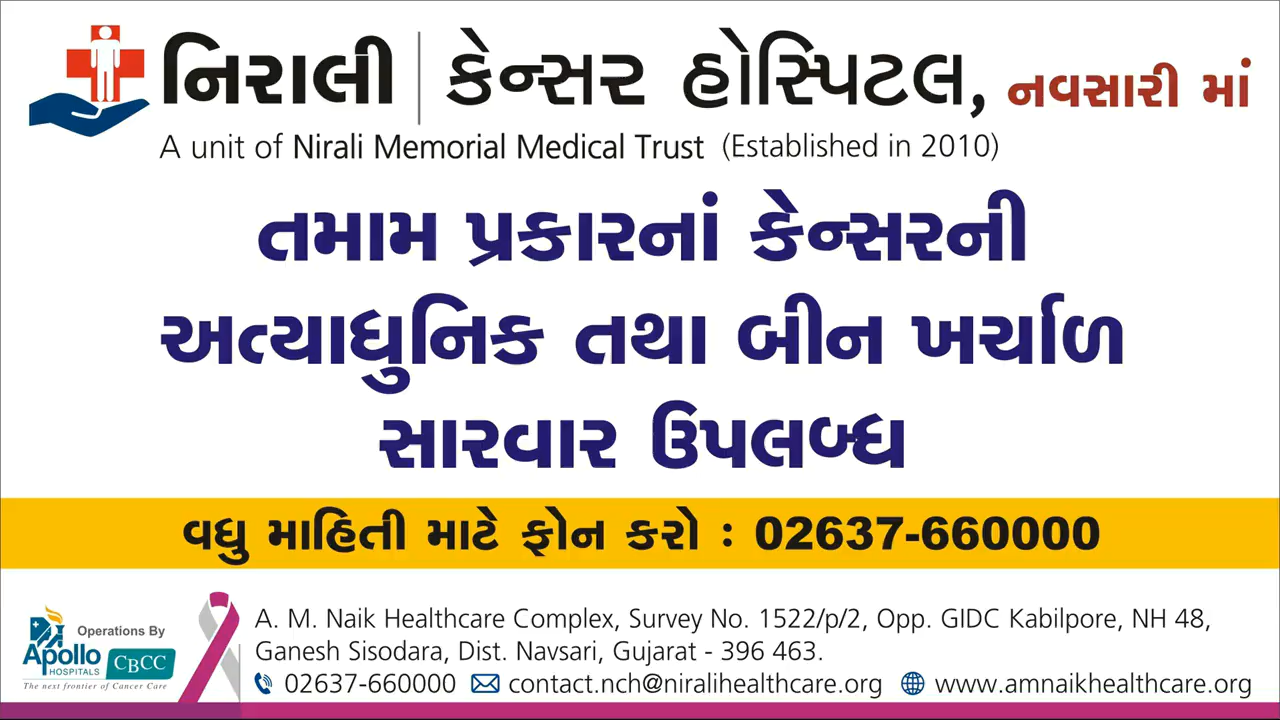 નિરાલી | કેન્સર હોસ્પિટલ, નવસારી માં
A unit of Nirali Memorial Medical Trust (Established in 2010)
તમામ પ્રકારનાં કેન્સરની
અત્યાધુનિક તથા બીન ખર્ચાળ
સારવાર ઉપલબ્ધ
વધુ માહિતી માટે ફોન કરો : 02637-660000
Operations By
Apollo
HOSPITALS
CBCC
The next frontier of Cancer Care
A. M. Naik Healthcare Complex, Survey No. 1522/p/2, Opp. GIDC Kabilpore, NH 48,
Ganesh Sisodara, Dist. Navsari, Gujarat - 396 463.
02637-660000 contact.nch@niralihealthcare.org www.amnaikhealthcare.org